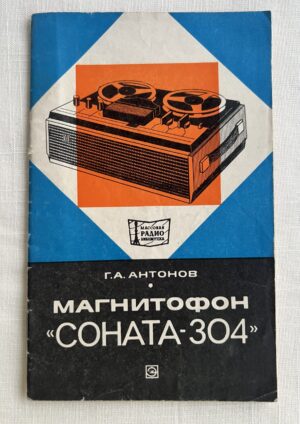 МАССОВАЯ
РАДИО
БИБЛИОТЕКА
Г.А. АНТОНОВ
•
МАГНИТОФОН
«СОНАТА-304»